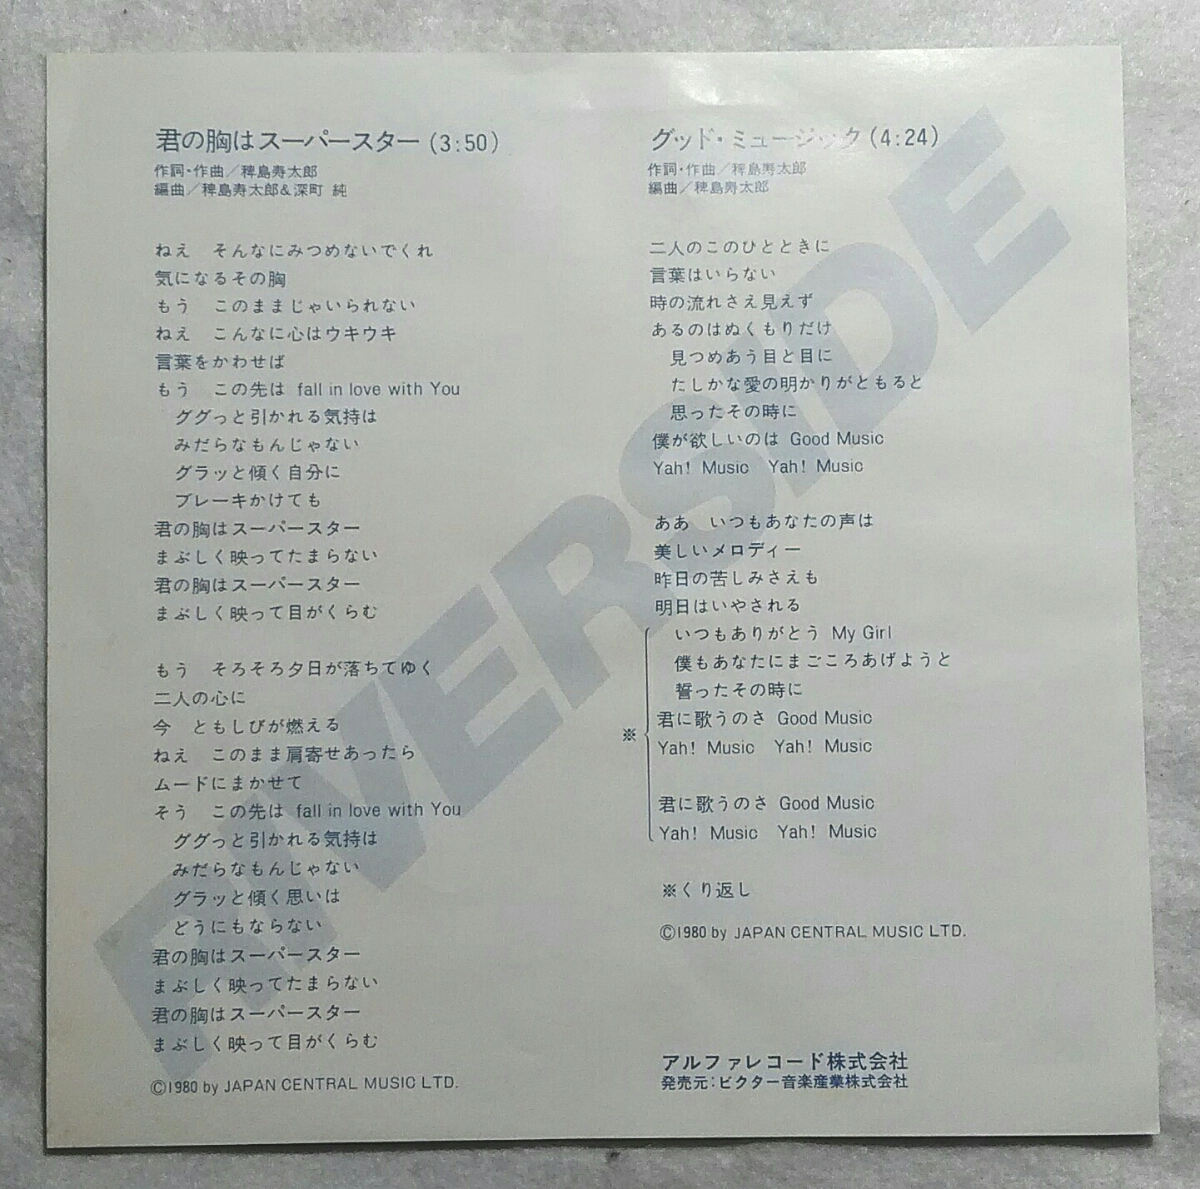 君の胸はスーパースター(3:50)
作詞・作曲／稗島寿太郎
編曲／稗島寿太郎&深町 純
ねえ　そんなにみつめないでくれ
気になるその胸
もう　このままじゃいられない
ねえ　こんなに心はウキウキ
言葉をかわせば
もう　この先は fall in love with You
ググっと引かれる気持は
みだらなもんじゃない
グラッと傾く自分に
ブレーキかけても
君の胸はスーパースター
まぶしく映ってたまらない
君の胸はスーパースター
まぶしく映って目がくらむ
もう　そろそろ夕日が落ちてゆく
二人の心に
今　ともしびが燃える
ねえ　このまま肩寄せあったら
ムードにまかせて
そう　この先は fall in love with You
ググっと引かれる気持は
みだらなもんじゃない
グラッと傾く思いは
どうにもならない
君の胸はスーパースター
まぶしく映ってたまらない
君の胸はスーパースター
まぶしく映って目がくらむ
©1980 by JAPAN CENTRAL MUSIC LTD.
グッド・ミュージック(4:24)
作詞・作曲／稗島寿太郎
編曲／稗島寿太郎
二人のこのひとときに
言葉はいらない
時の流れさえ見えず
あるのはぬくもりだけ
見つめあう目と目に
たしかな愛の明かりがともると
思ったその時に
僕が欲しいのは Good Music
Yah! Music　Yah! Music
ああ　いつもあなたの声は
美しいメロディー
昨日の苦しみさえも
明日はいやされる
いつもありがとう My Girl
僕もあなたにまごころあげようと
誓ったその時に
君に歌うのさ Good Music
※
Yah! Music　Yah! Music
君に歌うのさ Good Music
Yah! Music　Yah! Music
※くり返し
©1980 by JAPAN CENTRAL MUSIC LTD.
アルファレコード株式会社
発売元：ビクター音楽産業株式会社
RIVERSIDE